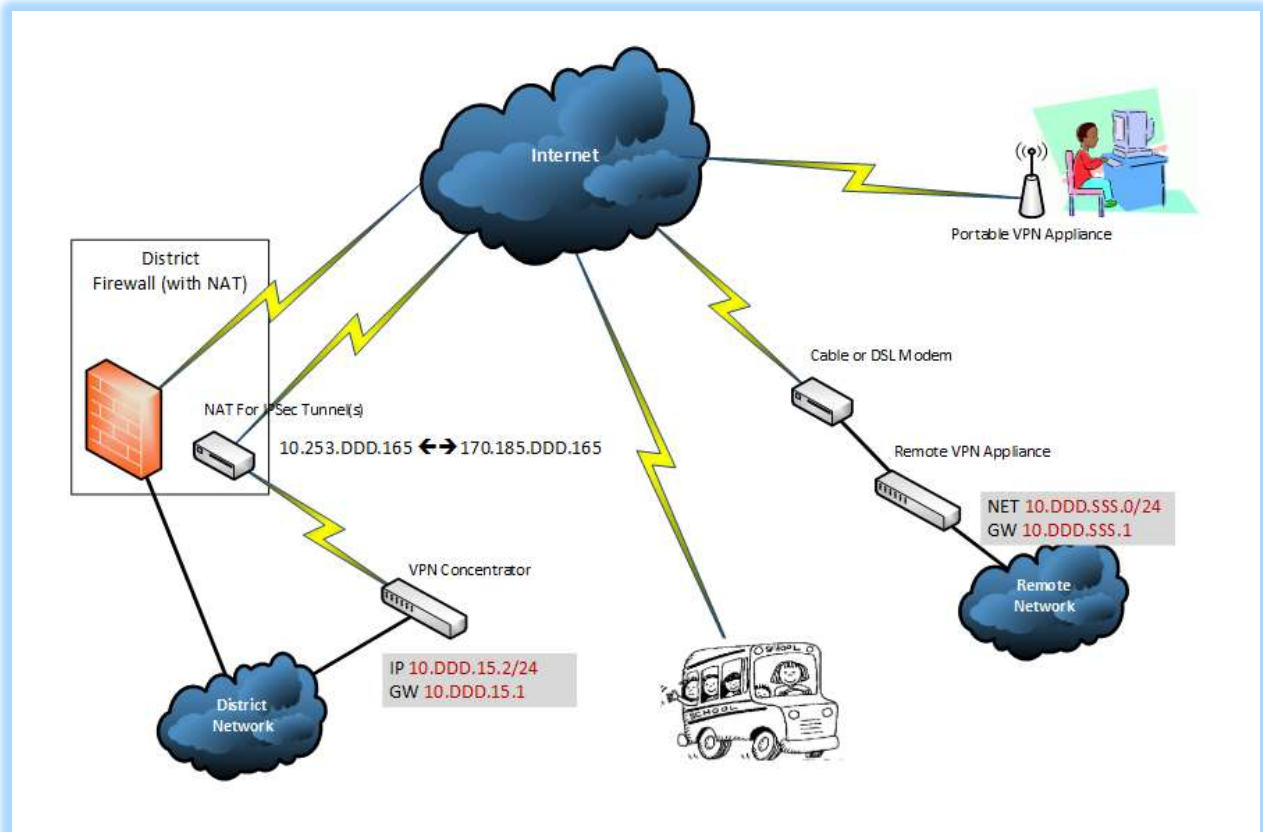 Internet
Portable VPN Appliance
District
Firewall (with NAT)
Cable or DSL Modem
NAT For IPSec Tunnel(s)
10.253.DDD.165 ←→ 170.185.DDD.165
Remote VPN Appliance
NET 10.DDD.SSS.0/24
GW 10.DDD.SSS.1
VPN Concentrator
Remote
Network
IP 10.DDD.15.2/24
GW 10.DDD.15.1
SCHOOL
SCHOOL
District
Network